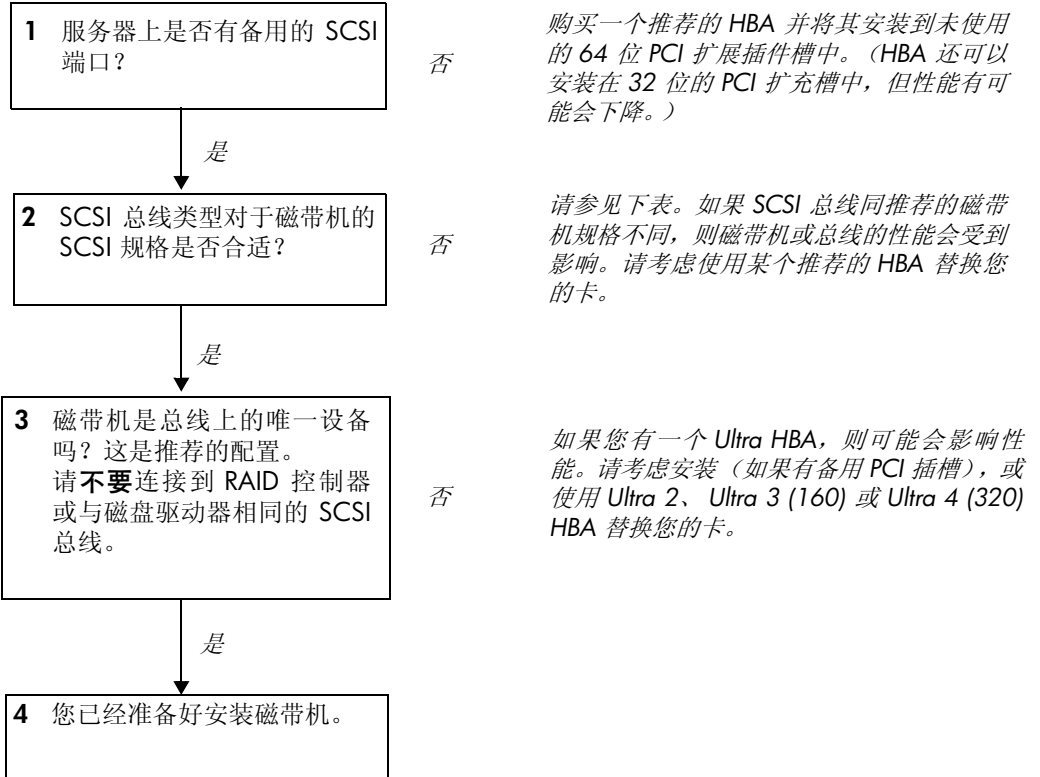 1 服务器上是否有备用的 SCSI
端口？
否
购买一个推荐的 HBA 并将其安装到未使用
的 64 位 PCI 扩展插件槽中。（HBA 还可以
安装在 32 位的 PCI 扩充槽中，但性能有可
能会下降。）
是
2 SCSI 总线类型对于磁带机的
SCSI 规格是否合适？
否
请参见下表。如果 SCSI 总线同推荐的磁带
机规格不同，则磁带机或总线的性能会受到
影响。请考虑使用某个推荐的 HBA 替换您
的卡。
是
3 磁带机是总线上的唯一设备
吗？这是推荐的配置。
请不要连接到 RAID 控制器
或与磁盘驱动器相同的 SCSI
总线。
否
如果您有一个 Ultra HBA，则可能会影响性
能。请考虑安装（如果有备用 PCI 插槽），或
使用 Ultra 2、Ultra 3 (160) 或 Ultra 4 (320)
HBA 替换您的卡。
是
4 您已经准备好安装磁带机。